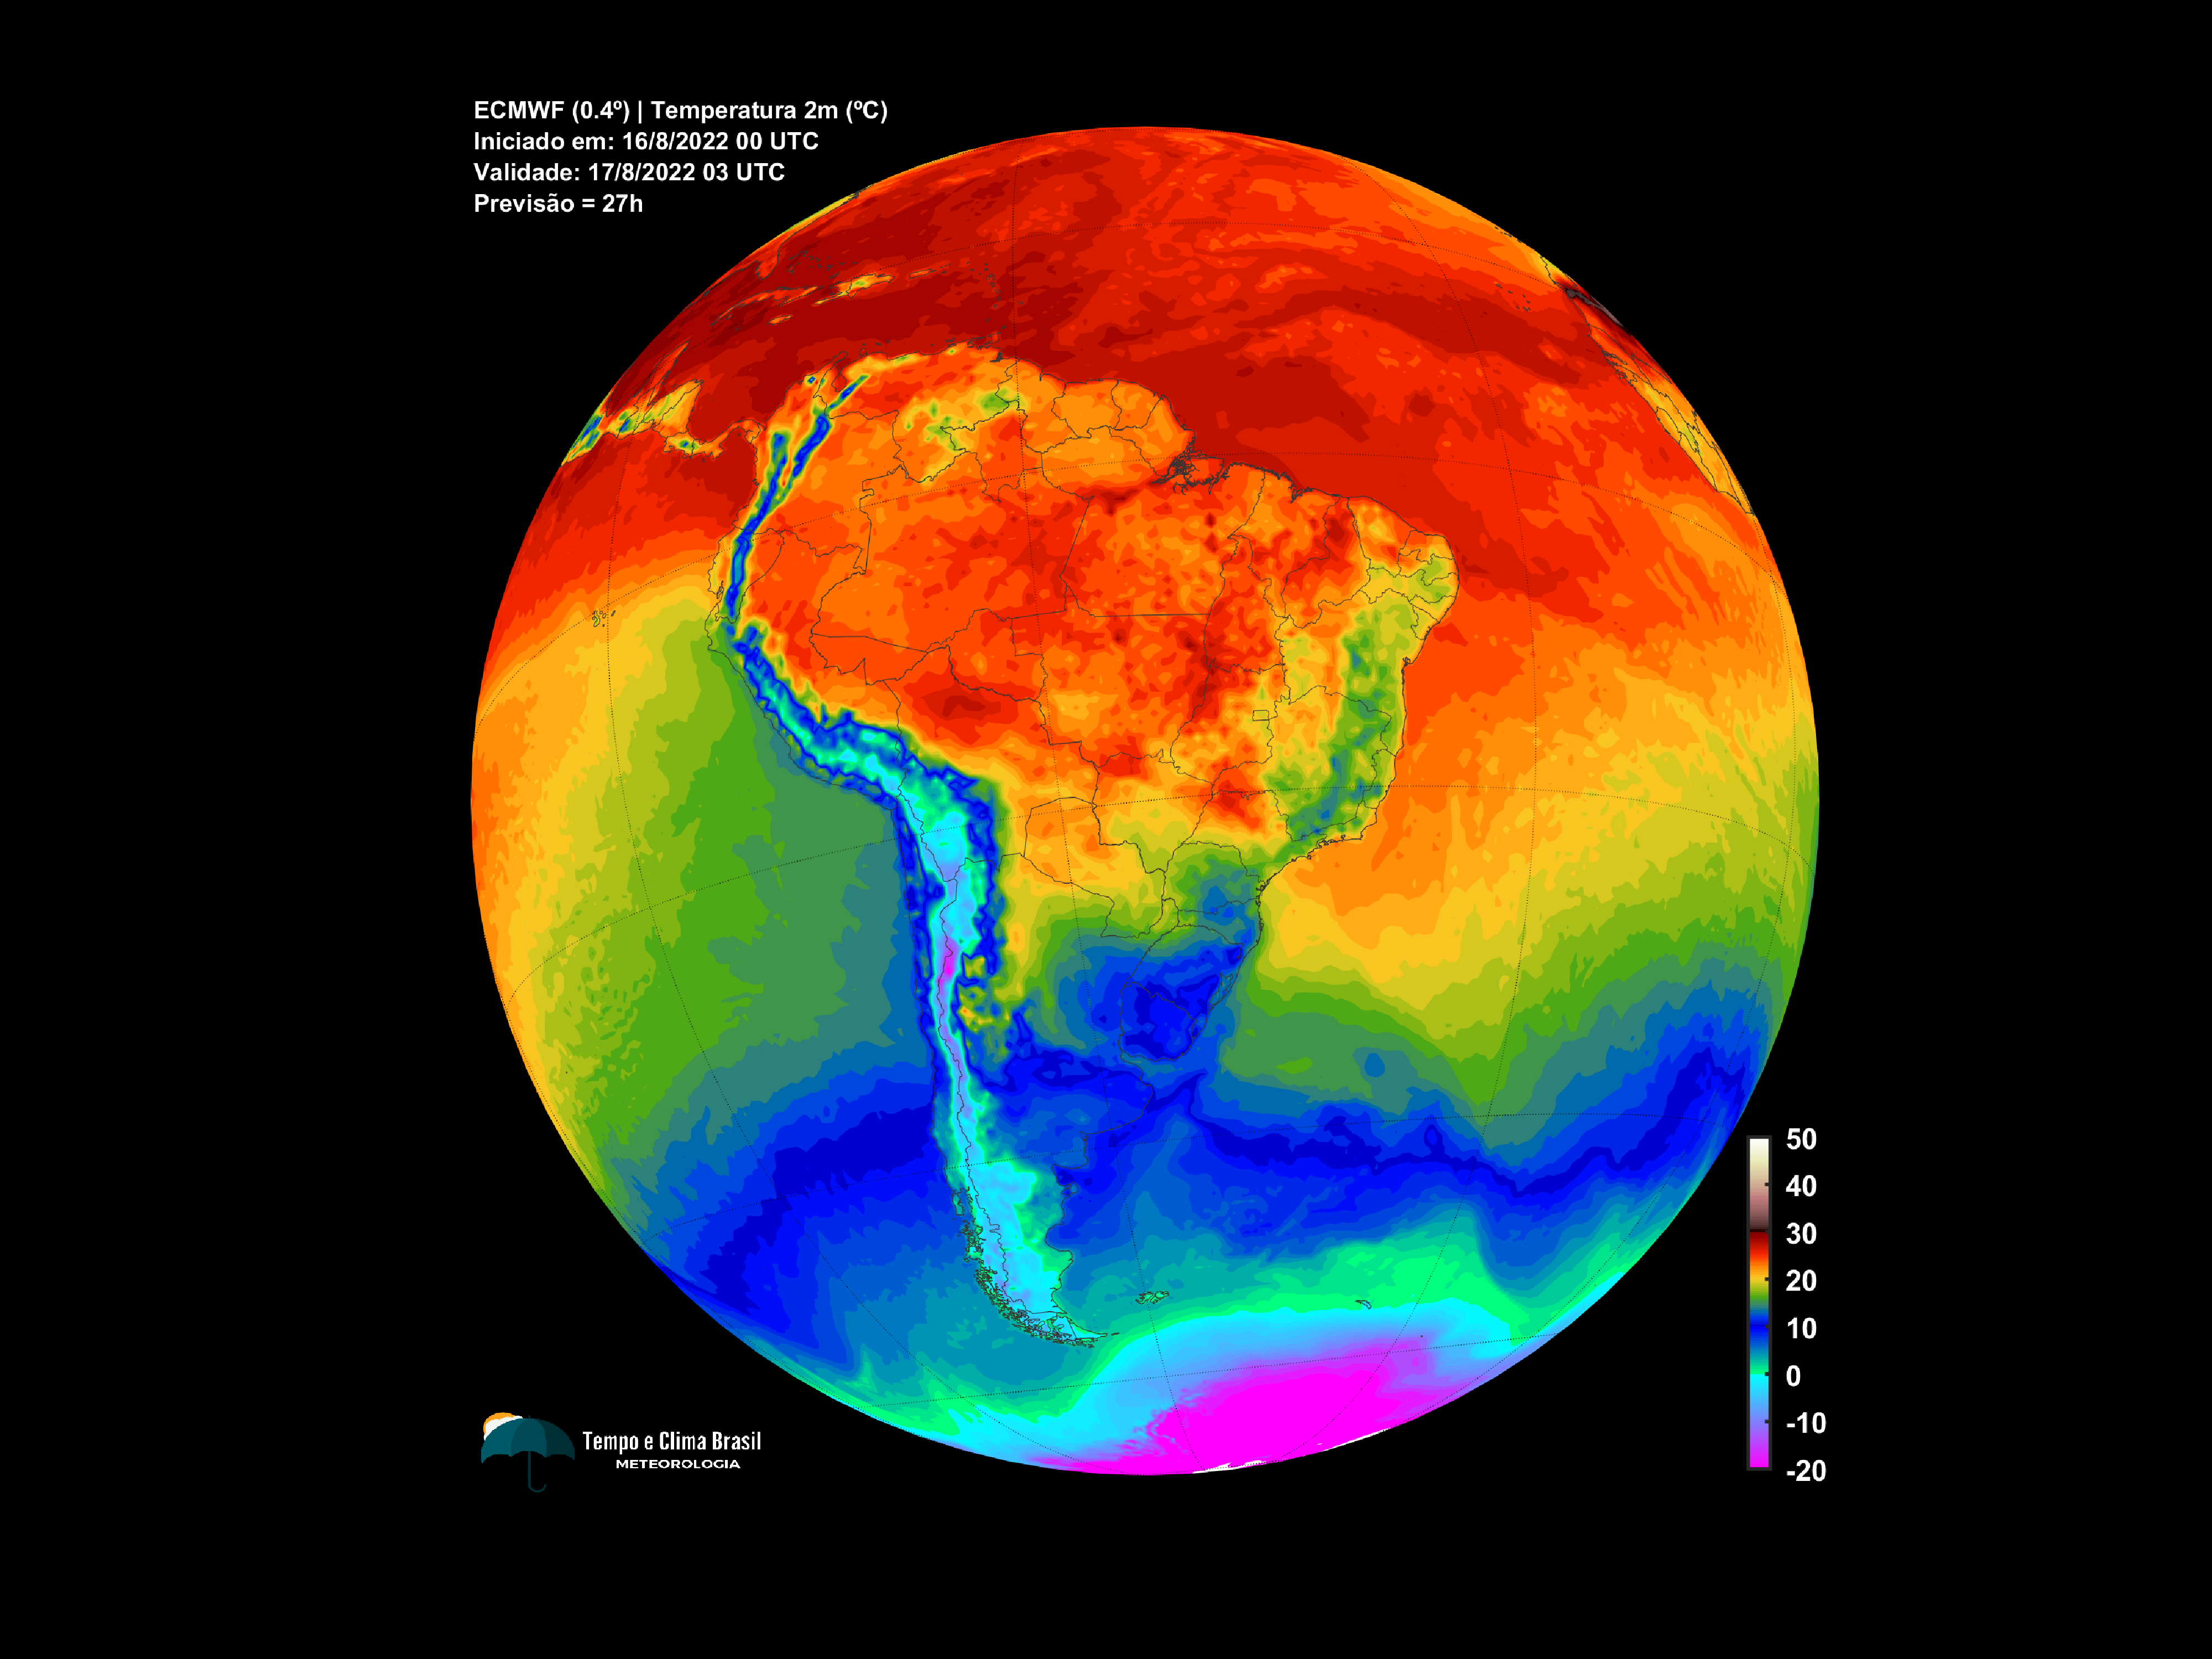 ECMWF (0.4º) | Temperatura 2m (ºC)
Iniciado em: 16/8/2022 00 UTC
Validade: 17/8/2022 03 UTC
Previsão = 27h
50
40
30
20
10
0
-10
-20
Tempo e Clima Brasil
METEOROLOGIA